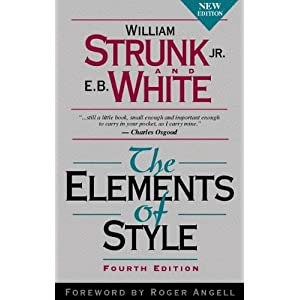 NEW
EDITION
William
STRUNK JR.
AND
E.B. WHITE
"...still a little book, small enough and important enough
to carry in your pocket, as I carry mine."
— Charles Osgood
The
ELEMENTS
of
STYLE
FOURTH EDITION
FOREWORD BY ROGER ANGELL